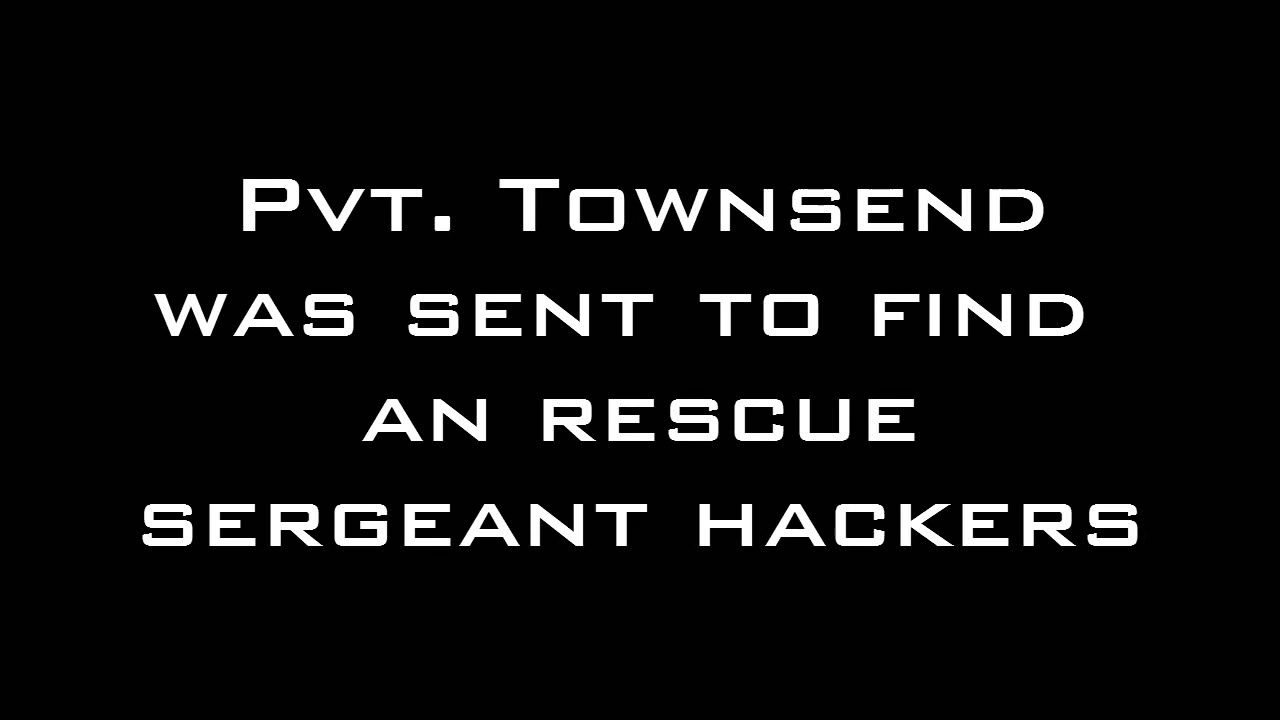 Pvt. Townsend
was sent to find
an rescue
sergeant hackers